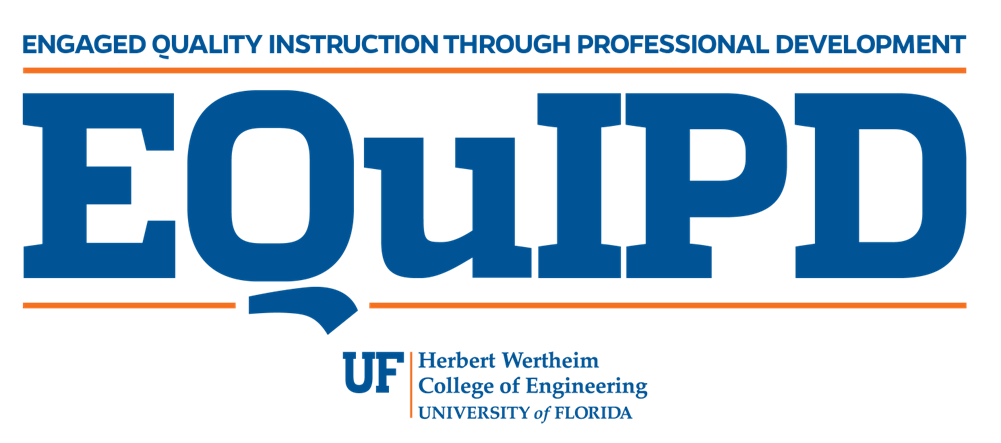 ENGAGED QUALITY INSTRUCTION THROUGH PROFESSIONAL DEVELOPMENT
EQuIPD
UF
Herbert Wertheim
College of Engineering
UNIVERSITY of FLORIDA